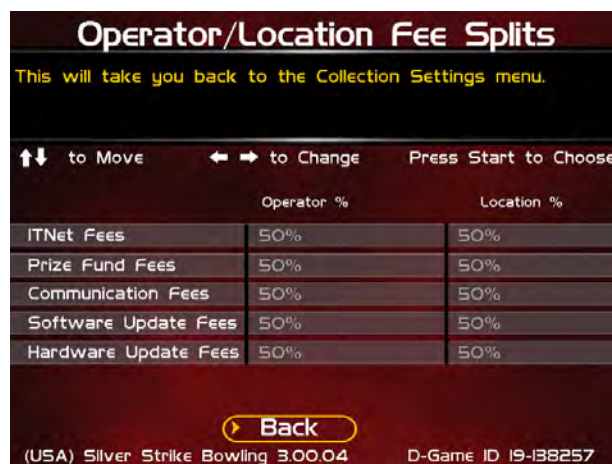 Operator/Location Fee Splits
This will take you back to the Collection Settings menu.
to Move to Change Press Start to Choose
Operator % Location %
ITNet Fees 50% 50%
Prize Fund Fees 50% 50%
Communication Fees 50% 50%
Software Update Fees 50% 50%
Hardware Update Fees 50% 50%
Back
(USA) Silver Strike Bowling 3.00.04 D-Game ID 19-138257